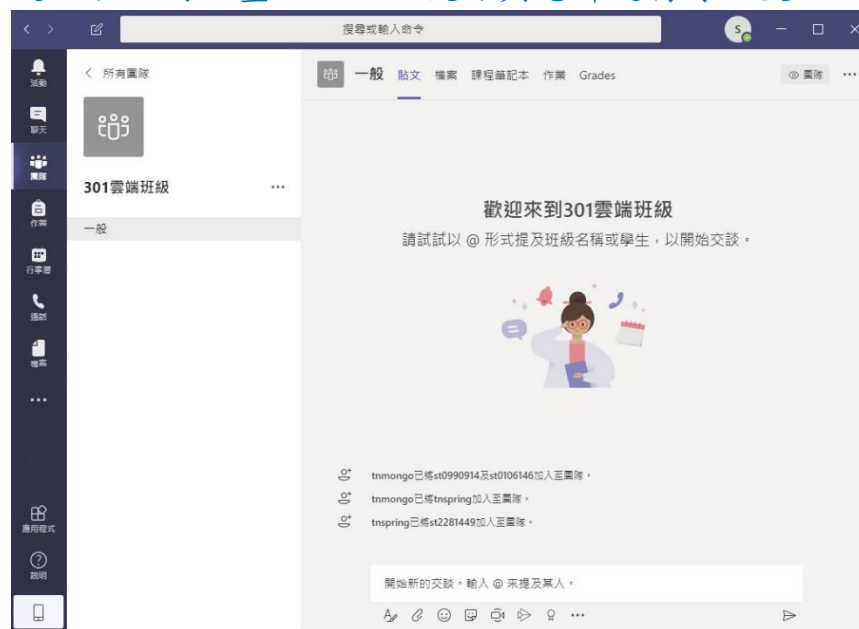 搜尋或輸入命令
S
活動
聊天
團隊
作業
行事曆
通話
檔案
應用程式
說明
所有團隊
301雲端班級
一般
一般 貼文 檔案 課程筆記本 作業 Grades
團隊
歡迎來到301雲端班級
請試試以 @ 形式提及班級名稱或學生，以開始交談。
tnmongo已將st0990914及st0106146加入至團隊。
tnmongo已將tnspring加入至團隊。
tnspring已將st2281449加入至團隊。
開始新的交談。輸入 @ 來提及某人。